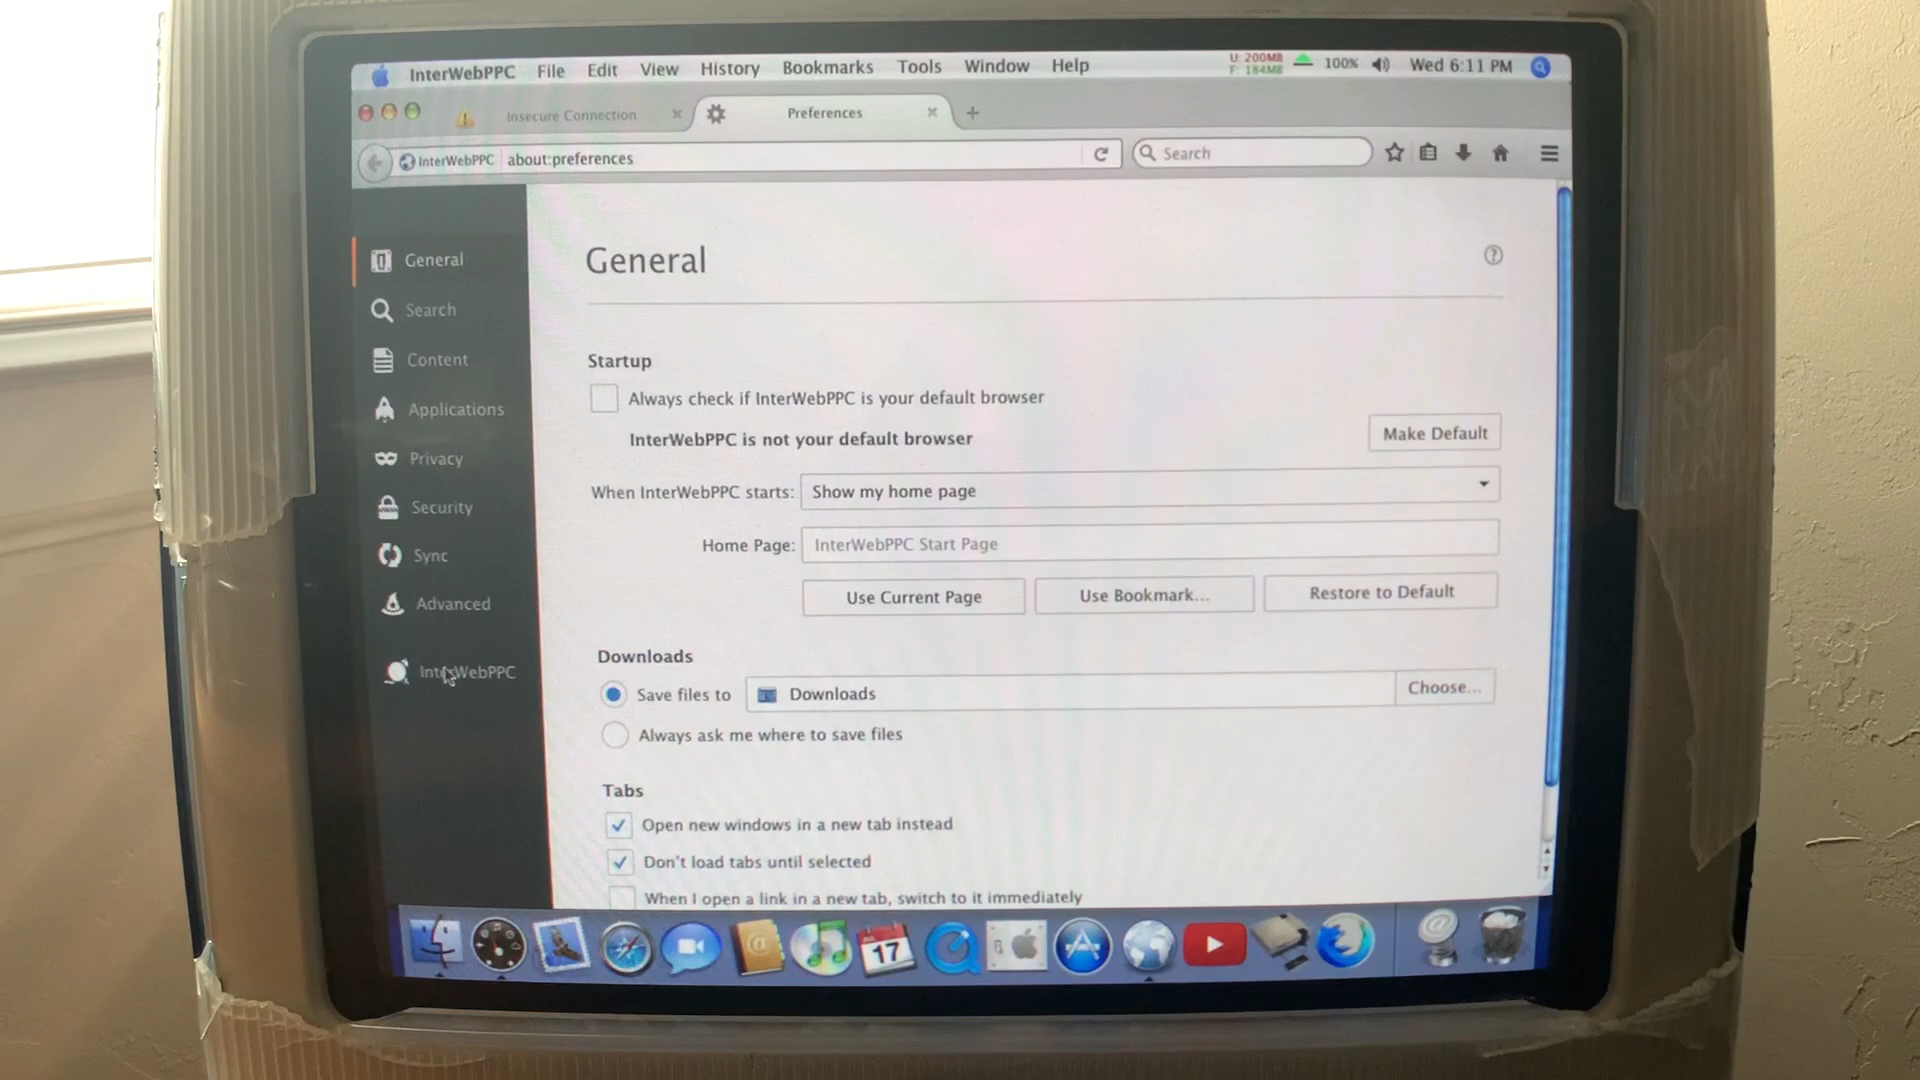 InterWebPPC File Edit View History Bookmarks Tools Window Help U: 200MB F: 184MB 100% Wed 6:11 PM
Insecure Connection Preferences
InterWebPPC about:preferences Search
General
Search
Content
Applications
Privacy
Security
Sync
Advanced
InterWebPPC
General
Startup
Always check if InterWebPPC is your default browser
InterWebPPC is not your default browser Make Default
When InterWebPPC starts: Show my home page
Home Page: InterWebPPC Start Page
Use Current Page Use Bookmark... Restore to Default
Downloads
Save files to Downloads Choose...
Always ask me where to save files
Tabs
Open new windows in a new tab instead
Don't load tabs until selected
When I open a link in a new tab, switch to it immediately
17